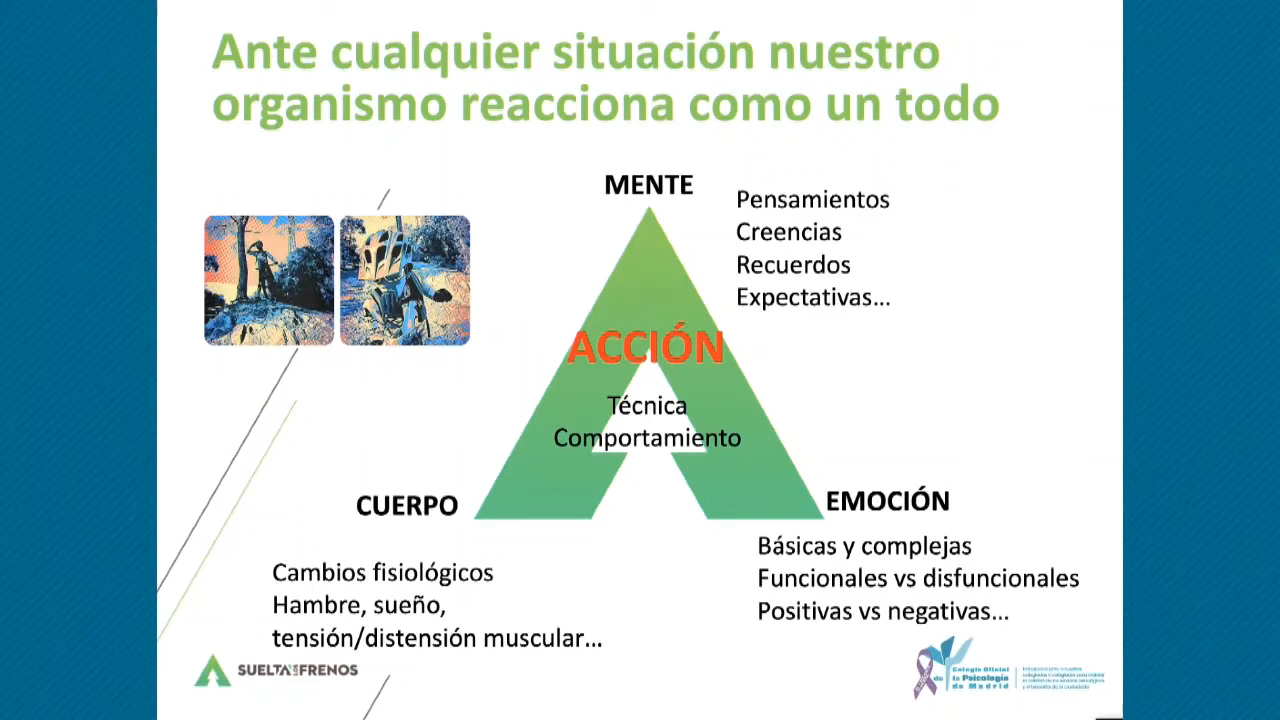 Ante cualquier situación nuestro
organismo reacciona como un todo
MENTE
Pensamientos
Creencias
Recuerdos
Expectativas...
ACCIÓN
Técnica
Comportamiento
CUERPO
Cambios fisiológicos
Hambre, sueño,
tensión/distensión muscular...
EMOCIÓN
Básicas y complejas
Funcionales vs disfuncionales
Positivas vs negativas...
SUELTA LOS FRENOS
Colegio Oficial
de la Psicología
de Madrid